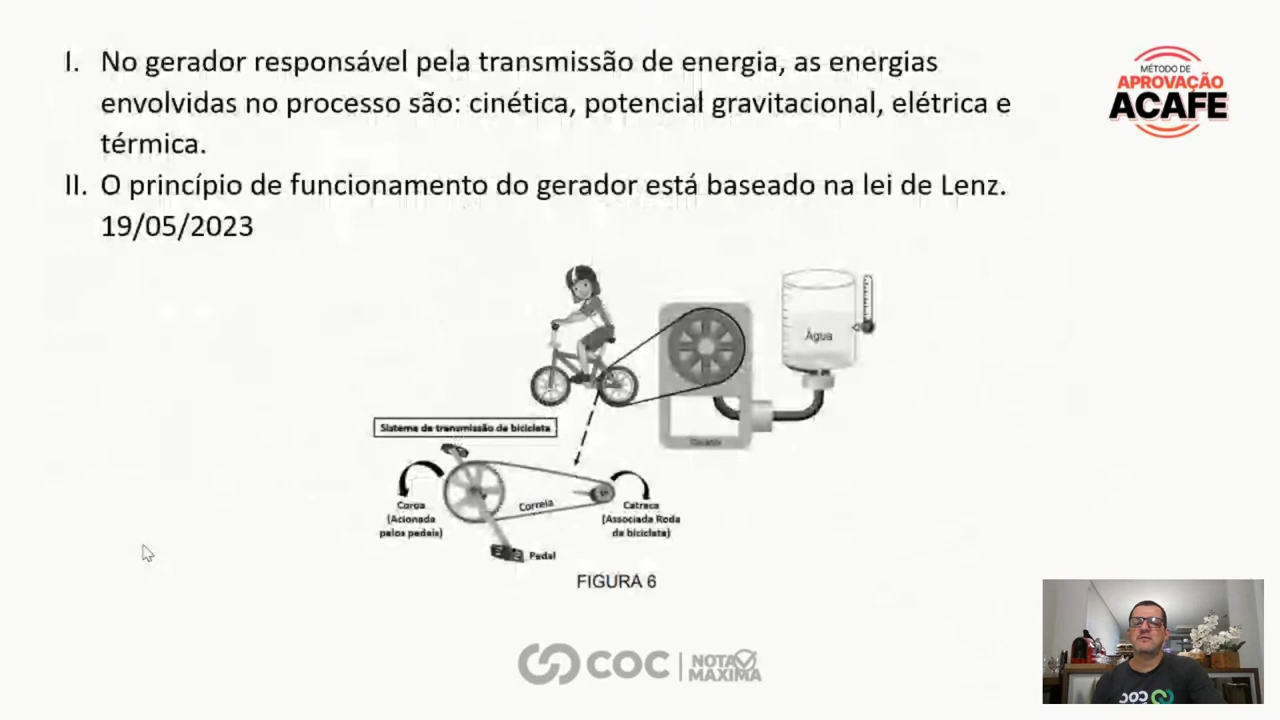 I. No gerador responsável pela transmissão de energia, as energias
envolvidas no processo são: cinética, potencial gravitacional, elétrica e
térmica.
II. O princípio de funcionamento do gerador está baseado na lei de Lenz.
19/05/2023
MÉTODO DE
APROVAÇÃO
ACAFE
Água
Sistema de transmissão da bicicleta
Coroa
(Acionada
pelos pedais)
Correia
Catraca
(Associada Roda
da bicicleta)
Pedal
FIGURA 6
COC
NOTA
MAXIMA
coc